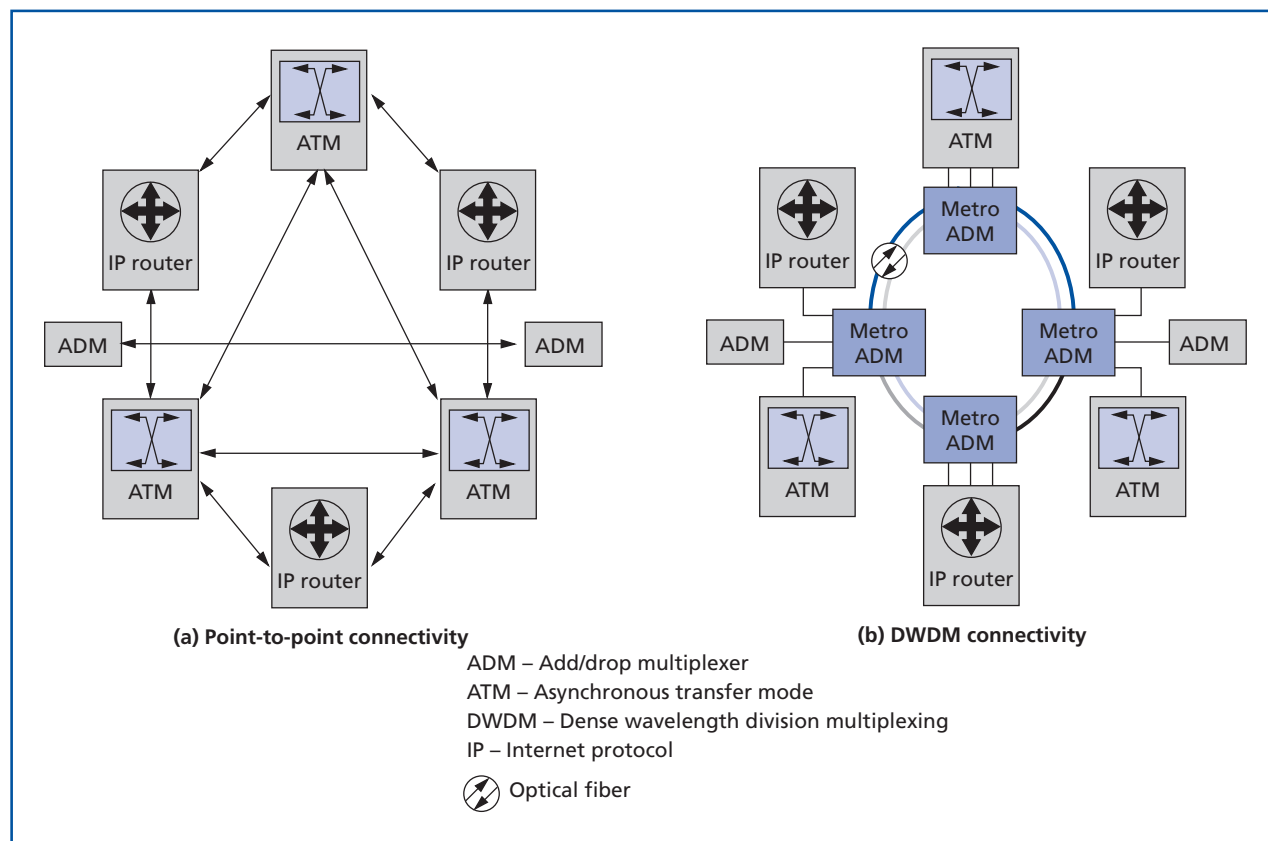 ATM
IP router
IP router
ADM
ADM
ATM
ATM
IP router
(a) Point-to-point connectivity
ATM
Metro
ADM
IP router
IP router
Metro
ADM
Metro
ADM
ADM
ADM
Metro
ADM
ATM
ATM
IP router
(b) DWDM connectivity
ADM – Add/drop multiplexer
ATM – Asynchronous transfer mode
DWDM – Dense wavelength division multiplexing
IP – Internet protocol
Optical fiber